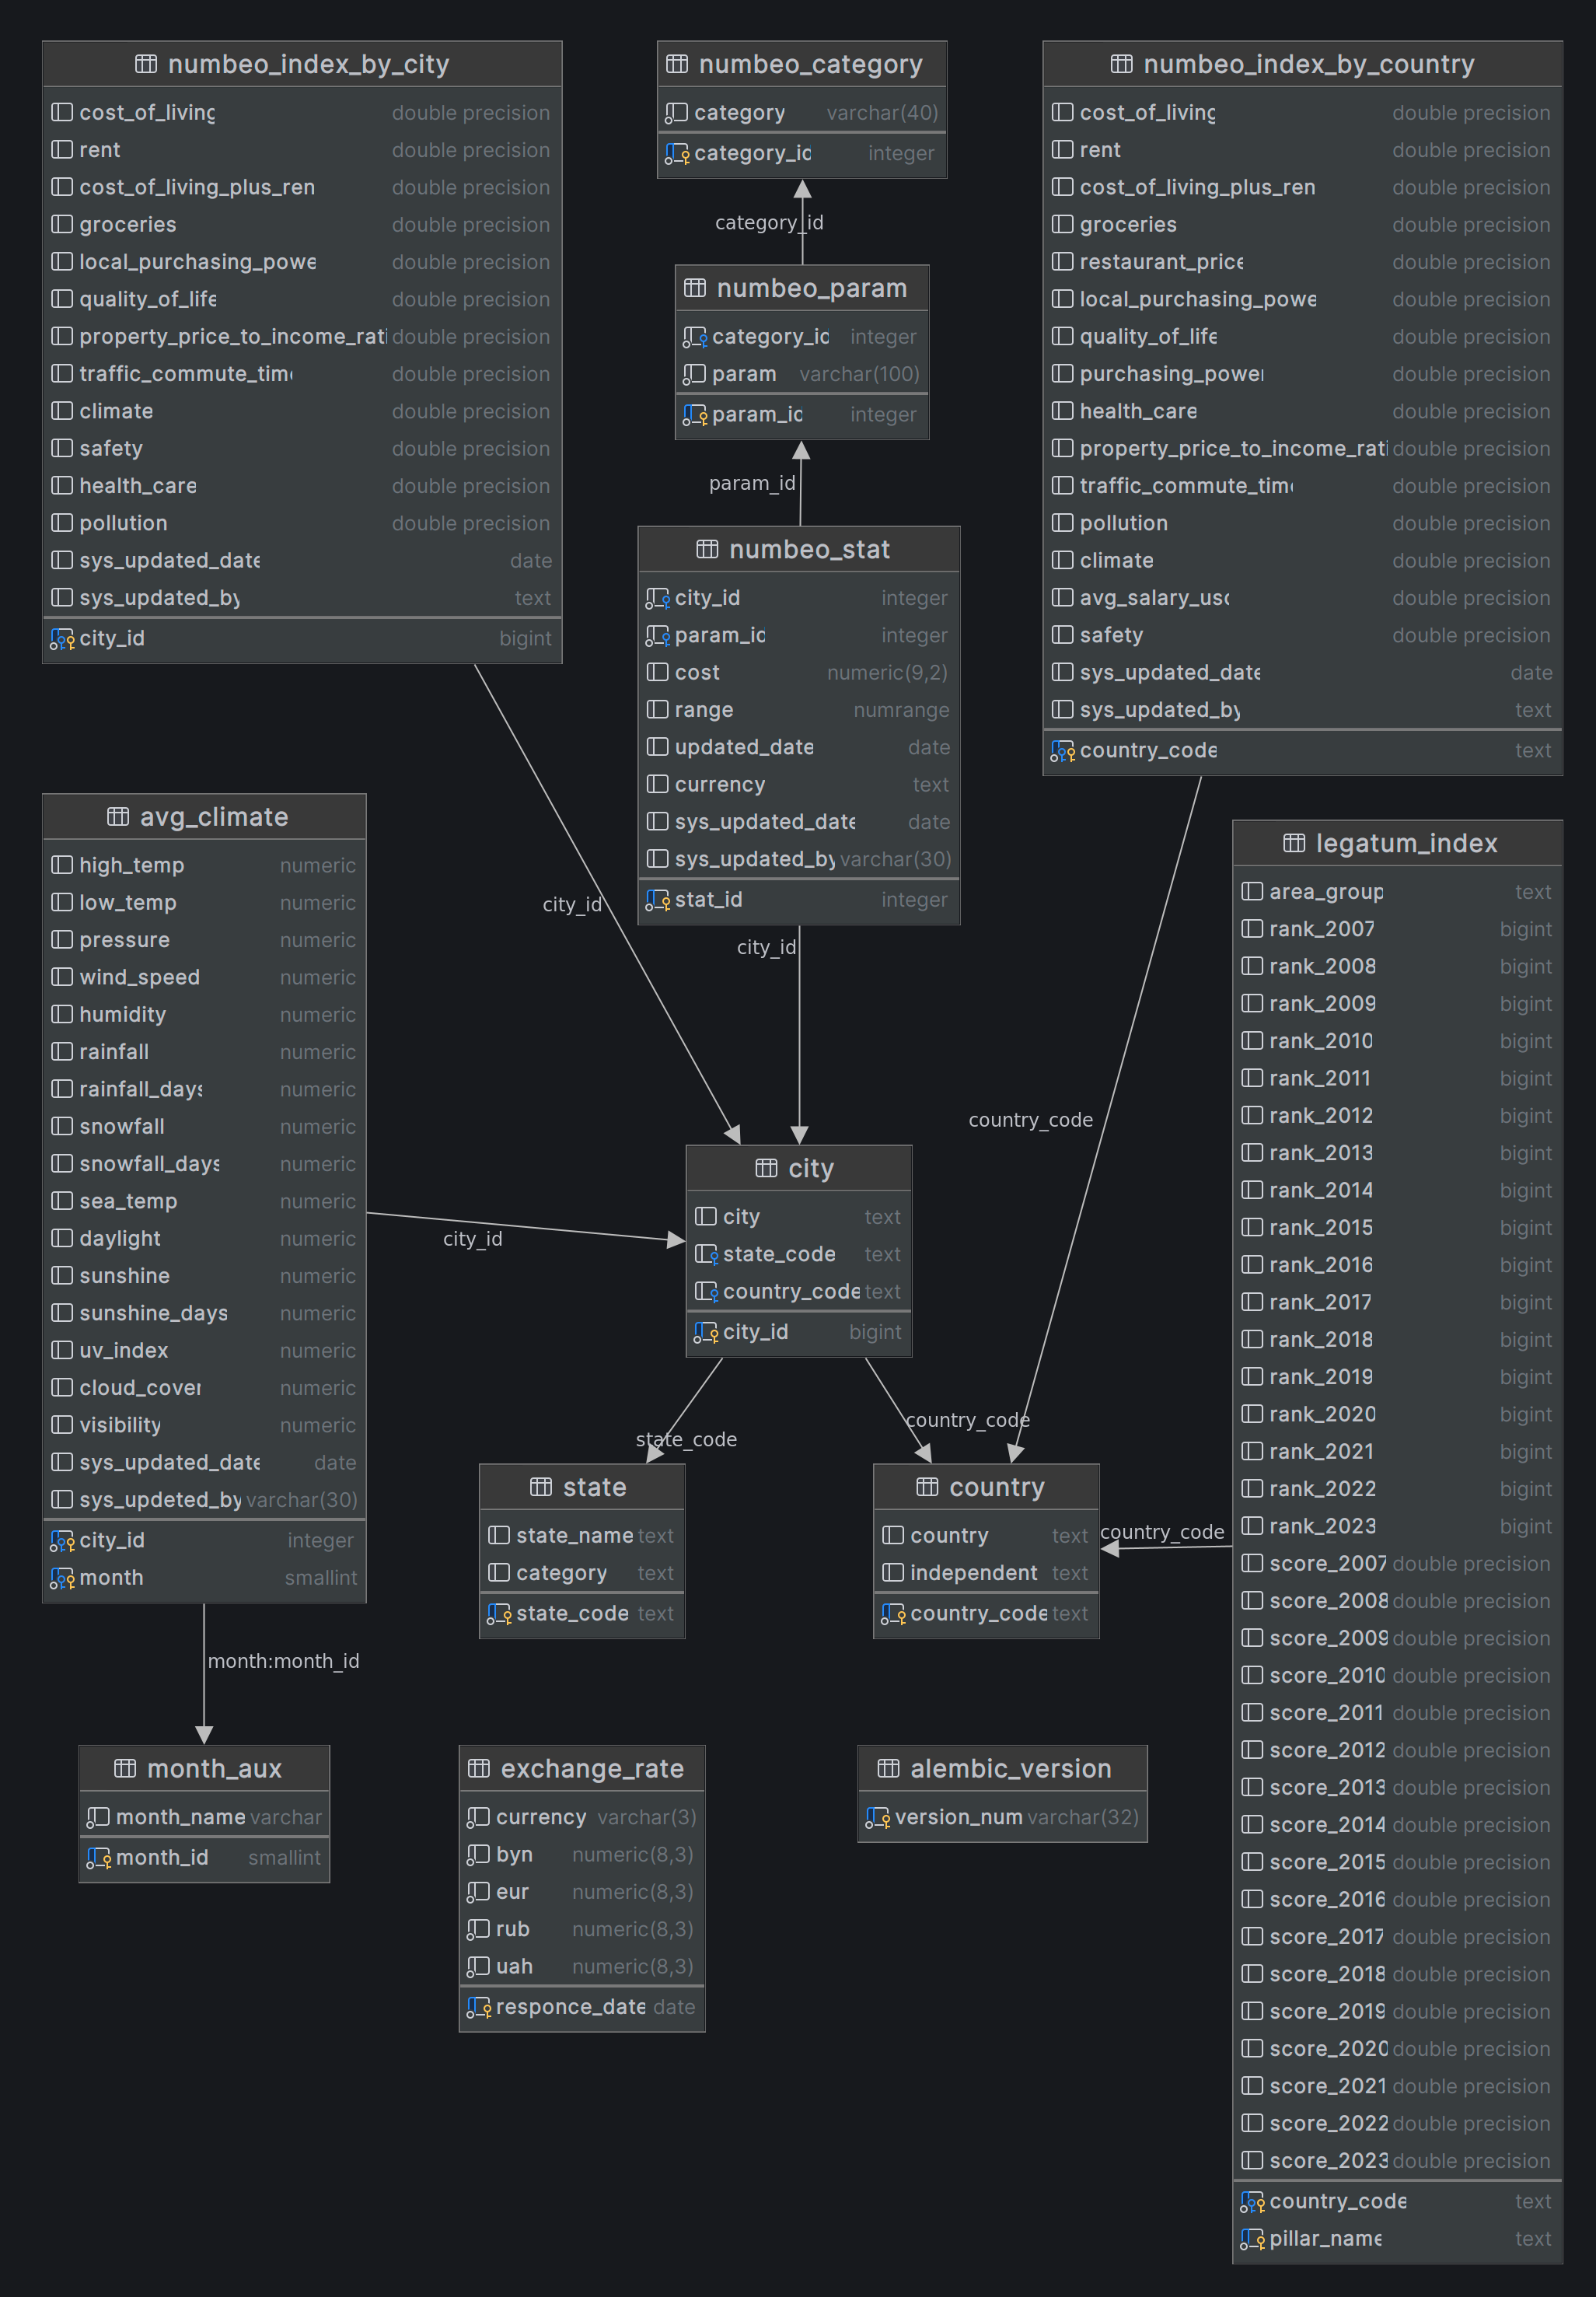 numbeo_index_by_city
cost_of_living double precision
rent double precision
cost_of_living_plus_ren double precision
groceries double precision
local_purchasing_powe double precision
quality_of_life double precision
property_price_to_income_rati double precision
traffic_commute_time double precision
climate double precision
safety double precision
health_care double precision
pollution double precision
sys_updated_date date
sys_updated_by text
city_id bigint
numbeo_category
category varchar(40)
category_id integer
category_id
numbeo_param
category_id integer
param varchar(100)
param_id integer
param_id
numbeo_stat
city_id integer
param_id integer
cost numeric(9,2)
range numrange
updated_date date
currency text
sys_updated_date date
sys_updated_by varchar(30)
stat_id integer
numbeo_index_by_country
cost_of_living double precision
rent double precision
cost_of_living_plus_ren double precision
groceries double precision
restaurant_price double precision
local_purchasing_powe double precision
quality_of_life double precision
purchasing_power double precision
health_care double precision
property_price_to_income_rati double precision
traffic_commute_time double precision
pollution double precision
climate double precision
avg_salary_usd double precision
safety double precision
sys_updated_date date
sys_updated_by text
country_code text
avg_climate
high_temp numeric
low_temp numeric
pressure numeric
wind_speed numeric
humidity numeric
rainfall numeric
rainfall_days numeric
snowfall numeric
snowfall_days numeric
sea_temp numeric
daylight numeric
sunshine numeric
sunshine_days numeric
uv_index numeric
cloud_cover numeric
visibility numeric
sys_updated_date date
sys_updeted_by varchar(30)
city_id integer
month smallint
city_id
city_id
city_id
country_code
city
city text
state_code text
country_code text
city_id bigint
state_code
country_code
state
state_name text
category text
state_code text
country
country text
independent text
country_code text
country_code
legatum_index
area_group text
rank_2007 bigint
rank_2008 bigint
rank_2009 bigint
rank_2010 bigint
rank_2011 bigint
rank_2012 bigint
rank_2013 bigint
rank_2014 bigint
rank_2015 bigint
rank_2016 bigint
rank_2017 bigint
rank_2018 bigint
rank_2019 bigint
rank_2020 bigint
rank_2021 bigint
rank_2022 bigint
rank_2023 bigint
score_2007 double precision
score_2008 double precision
score_2009 double precision
score_2010 double precision
score_2011 double precision
score_2012 double precision
score_2013 double precision
score_2014 double precision
score_2015 double precision
score_2016 double precision
score_2017 double precision
score_2018 double precision
score_2019 double precision
score_2020 double precision
score_2021 double precision
score_2022 double precision
score_2023 double precision
country_code text
pillar_name text
month:month_id
month_aux
month_name varchar
month_id smallint
exchange_rate
currency varchar(3)
byn numeric(8,3)
eur numeric(8,3)
rub numeric(8,3)
uah numeric(8,3)
responce_date date
alembic_version
version_num varchar(32)